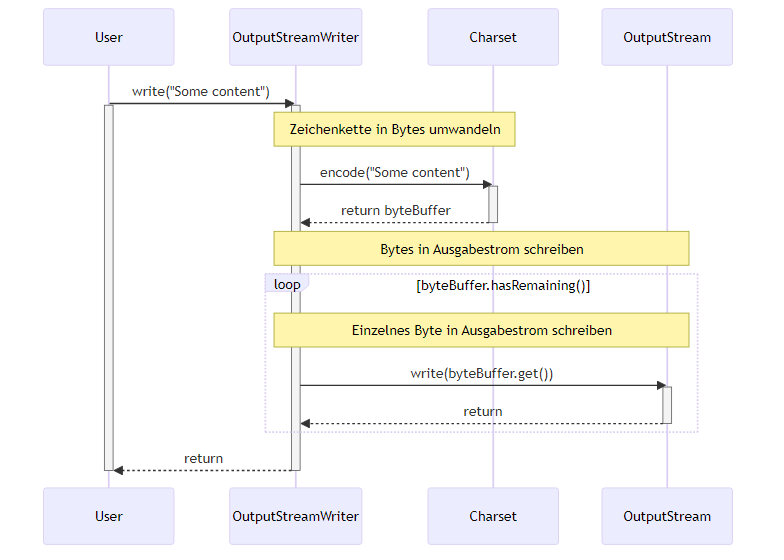 User
OutputStreamWriter
Charset
OutputStream
write("Some content")
Zeichenkette in Bytes umwandeln
encode("Some content")
return byteBuffer
Bytes in Ausgabestrom schreiben
loop
[byteBuffer.hasRemaining()]
Einzelnes Byte in Ausgabestrom schreiben
write(byteBuffer.get())
return
return
User
OutputStreamWriter
Charset
OutputStream